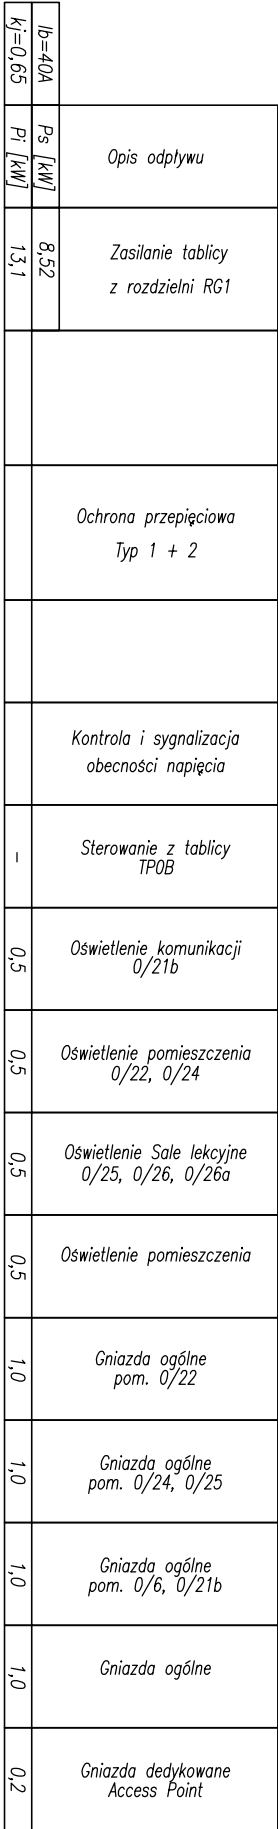 Ib=40A
kj=0,65
Opis odpływu
Ps [kW]
Pi [kW]
Zasilanie tablicy
z rozdzielni RG1
8,52
13,1
Ochrona przepięciowa
Typ 1 + 2
Kontrola i sygnalizacja
obecności napięcia
Sterowanie z tablicy
TP0B
-
Oświetlenie komunikacji
0/21b
0,5
Oświetlenie pomieszczenia
0/22, 0/24
0,5
Oświetlenie Sale lekcyjne
0/25, 0/26, 0/26a
0,5
Oświetlenie pomieszczenia
0,5
Gniazda ogólne
pom. 0/22
1,0
Gniazda ogólne
pom. 0/24, 0/25
1,0
Gniazda ogólne
pom. 0/6, 0/21b
1,0
Gniazda ogólne
1,0
Gniazda dedykowane
Access Point
0,2